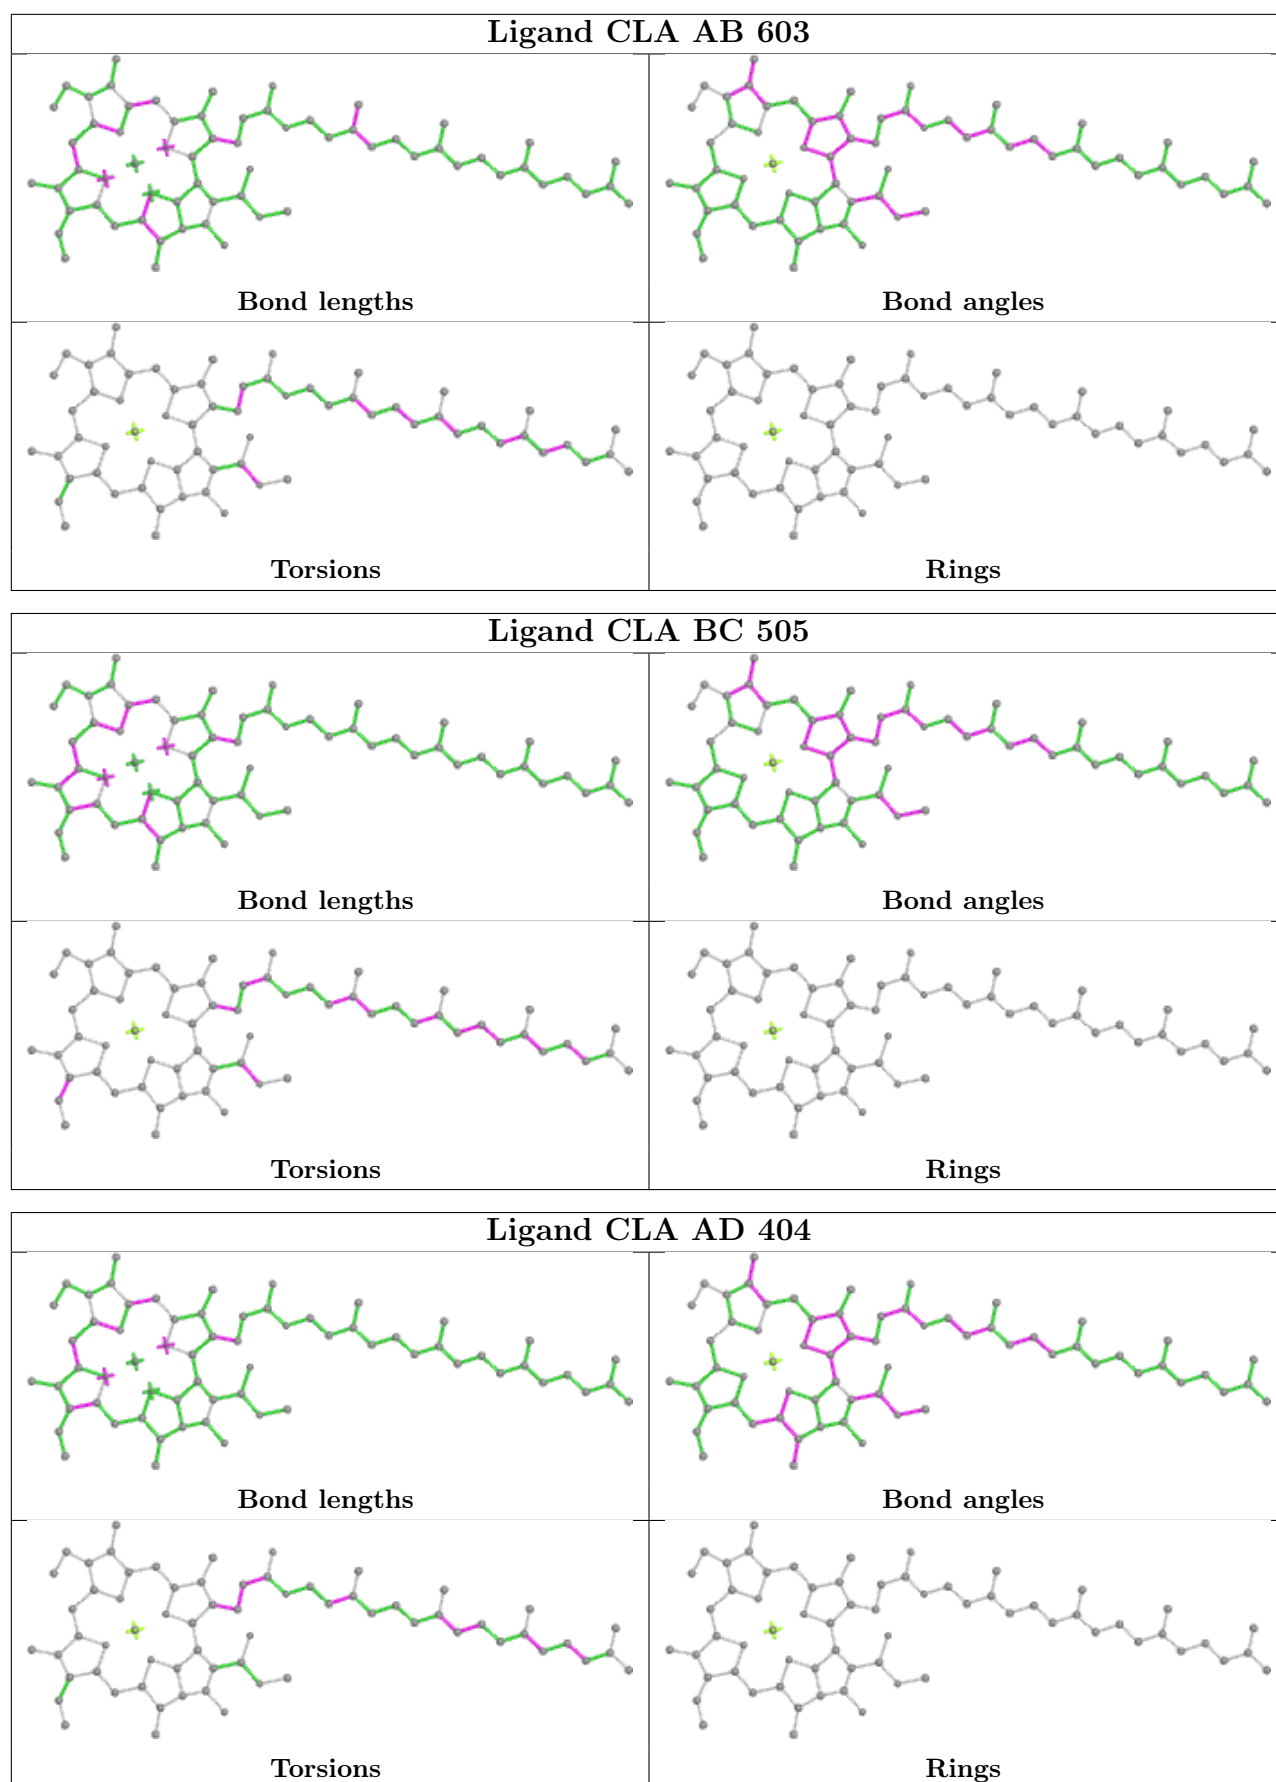 Ligand CLA AB 603
Bond lengths
Bond angles
Torsions
Rings
Ligand CLA BC 505
Bond lengths
Bond angles
Torsions
Rings
Ligand CLA AD 404
Bond lengths
Bond angles
Torsions
Rings